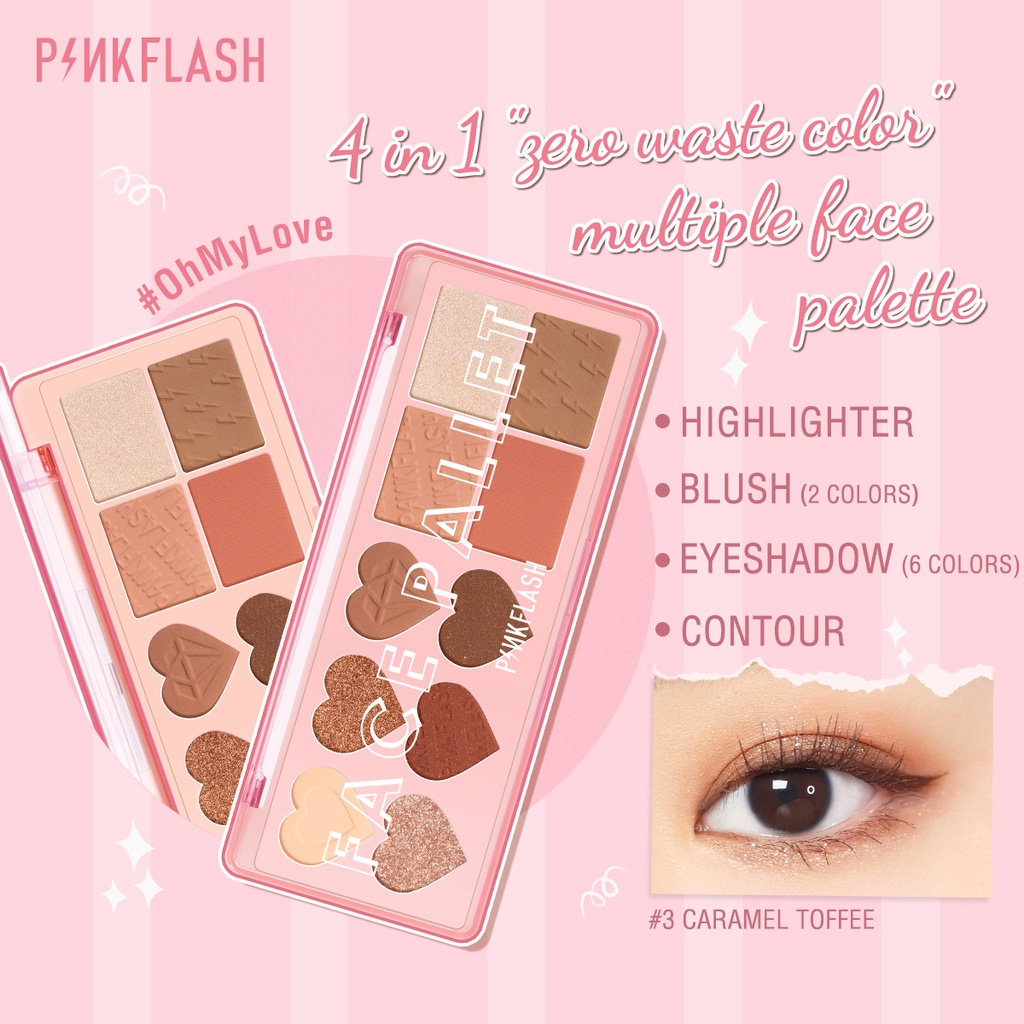 PINKFLASH
4 in 1 "zero waste color"
multiple face
palette
#OhMyLove
• HIGHLIGHTER
• BLUSH (2 COLORS)
• EYESHADOW (6 COLORS)
• CONTOUR
FACE PALLET
PINKFLASH
#3 CARAMEL TOFFEE